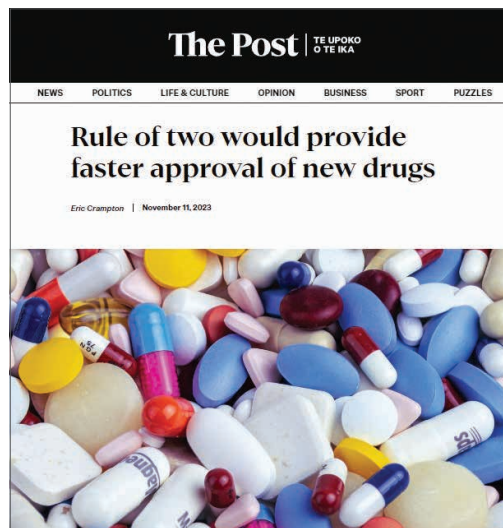 The Post | TE UPOKO
O TE IKA
NEWS POLITICS LIFE & CULTURE OPINION BUSINESS SPORT PUZZLES
Rule of two would provide
faster approval of new drugs
Eric Crampton | November 11, 2023